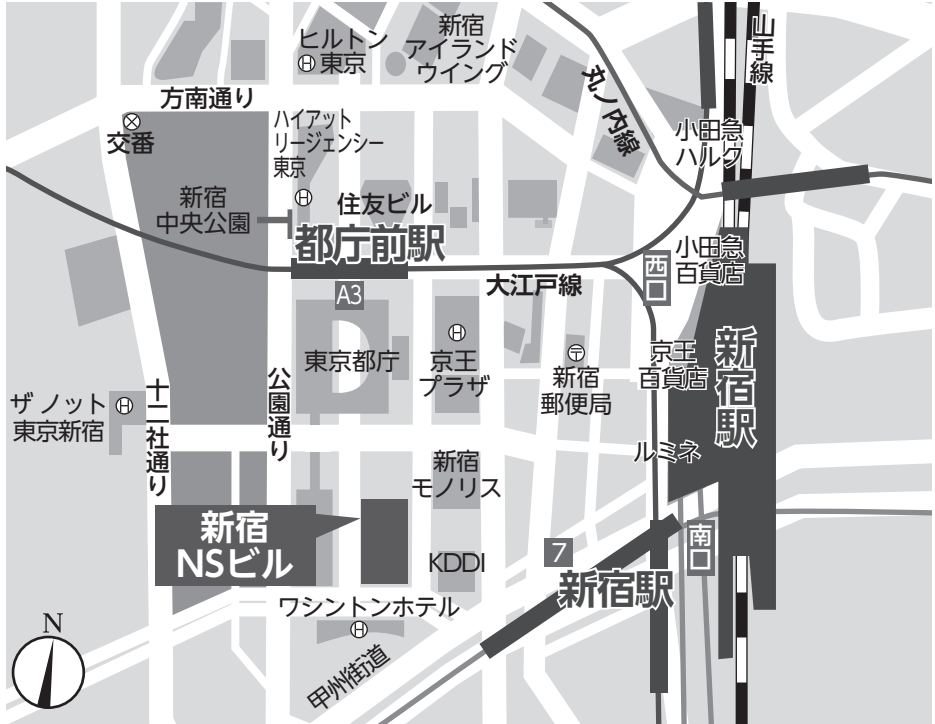 ヒルトン
Ⓗ東京
新宿
アイランド
ウイング
山手線
丸ノ内線
方南通り
交番
ハイアット
リージェンシー
東京
Ⓗ
小田急
ハルク
新宿
中央公園
住友ビル
都庁前駅
A3
大江戸線
西口
小田急
百貨店
東京都庁
Ⓗ
京王
プラザ
〒
新宿
郵便局
京王
百貨店
新宿駅
ザ ノット Ⓗ
東京新宿
十二社通り
公園通り
ルミネ
新宿
モノリス
新宿
NSビル
KDDI
7
新宿駅
南口
ワシントンホテル
Ⓗ
甲州街道
N